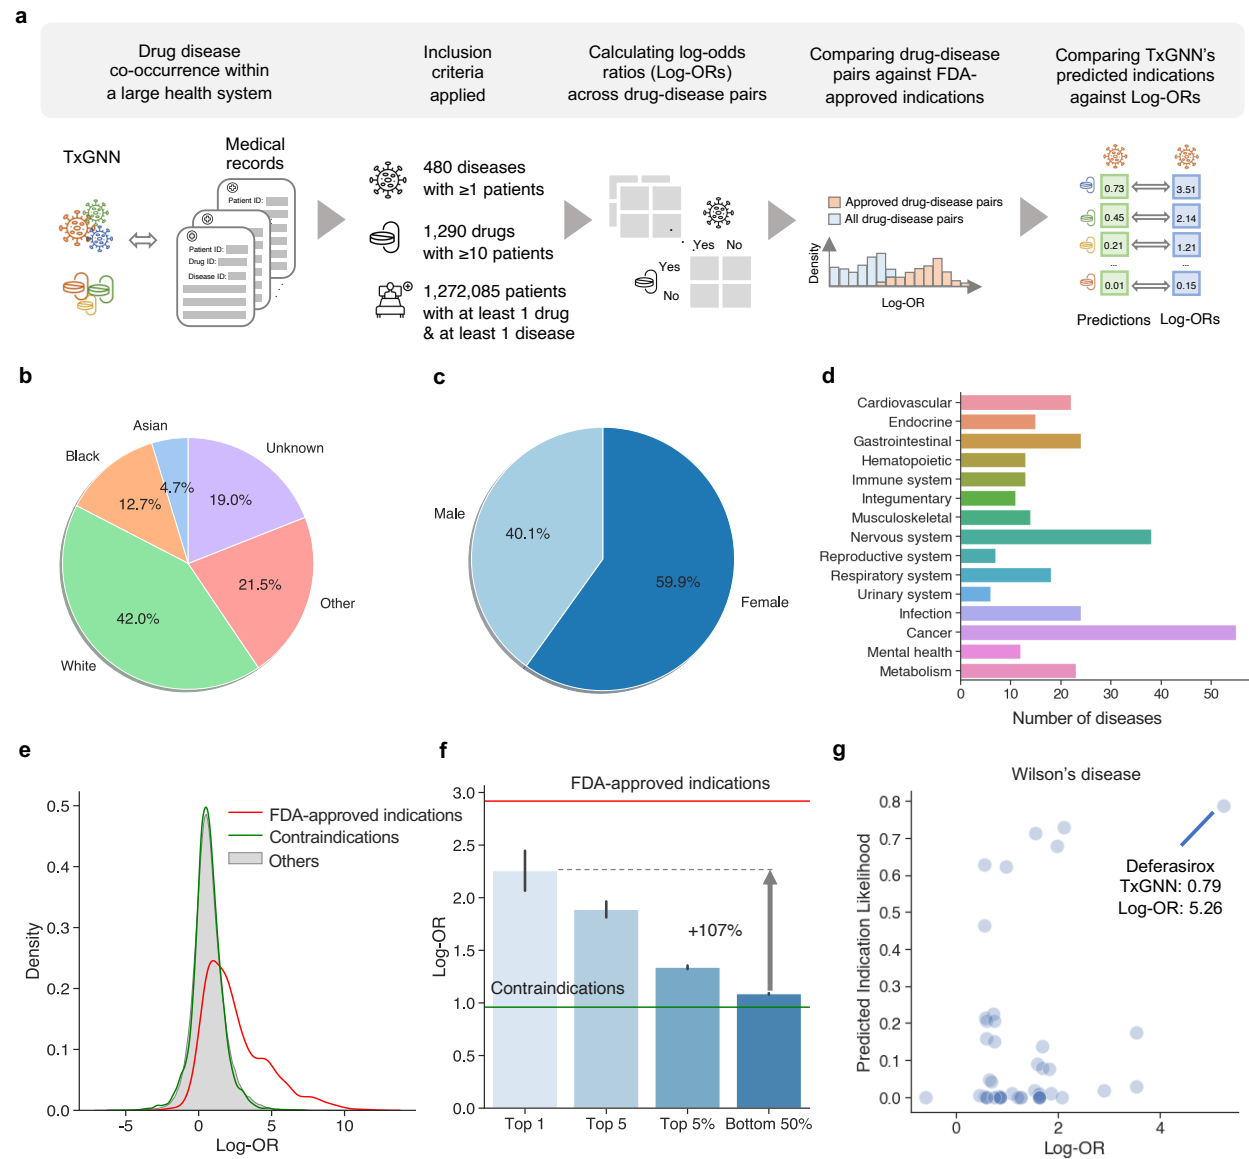 a
Drug disease
co-occurrence within
a large health system
Inclusion
criteria
applied
Calculating log-odds
ratios (Log-ORs)
across drug-disease pairs
Comparing drug-disease
pairs against FDA-
approved indications
Comparing TxGNN's
predicted indications
against Log-ORs
TxGNN
Medical
records
Patient ID:
Patient ID:
Drug ID:
Disease ID:
480 diseases
with ≥1 patients
1,290 drugs
with ≥10 patients
1,272,085 patients
with at least 1 drug
& at least 1 disease
Yes No
Yes
No
Approved drug-disease pairs
All drug-disease pairs
Density
Log-OR
0.73 3.51
0.45 2.14
0.21 1.21
... ...
0.01 0.15
Predictions Log-ORs
b
Asian
Black
Unknown
4.7%
12.7%
19.0%
21.5%
Other
42.0%
White
c
Male
40.1%
59.9%
Female
d
Cardiovascular
Endocrine
Gastrointestinal
Hematopoietic
Immune system
Integumentary
Musculoskeletal
Nervous system
Reproductive system
Respiratory system
Urinary system
Infection
Cancer
Mental health
Metabolism
0 10 20 30 40 50
Number of diseases
e
0.5
0.4
0.3
0.2
0.1
0.0
Density
FDA-approved indications
Contraindications
Others
-5 0 5 10
Log-OR
f
FDA-approved indications
3.0
2.5
2.0
1.5
1.0
0.5
0.0
Log-OR
+107%
Contraindications
Top 1 Top 5 Top 5% Bottom 50%
g
Wilson's disease
0.8
0.7
0.6
0.5
0.4
0.3
0.2
0.1
0.0
Predicted Indication Likelihood
Deferasirox
TxGNN: 0.79
Log-OR: 5.26
0 2 4
Log-OR